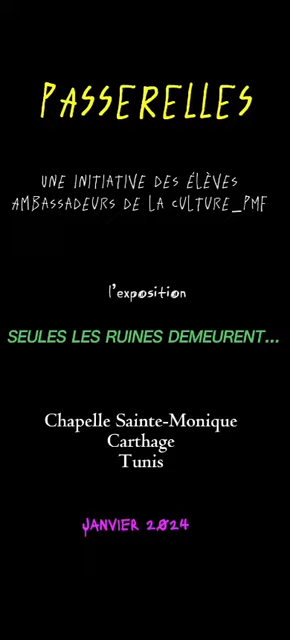 PASSERELLES
UNE INITIATIVE DES ÉLÈVES
AMBASSADEURS DE LA CULTURE_PMF
l'exposition
SEULES LES RUINES DEMEURENT...
Chapelle Sainte-Monique
Carthage
Tunis
JANVIER 2024